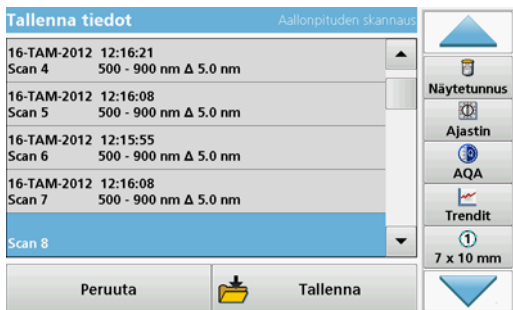 Tallenna tiedot
Aallonpituden skannaus
16-TAM-2012 12:16:21
Scan 4 500 - 900 nm Δ 5.0 nm
16-TAM-2012 12:16:08
Scan 5 500 - 900 nm Δ 5.0 nm
16-TAM-2012 12:15:55
Scan 6 500 - 900 nm Δ 5.0 nm
16-TAM-2012 12:16:08
Scan 7 500 - 900 nm Δ 5.0 nm
Scan 8
Peruuta
Tallenna
Näytetunnus
Ajastin
AQA
Trendit
1
7 x 10 mm